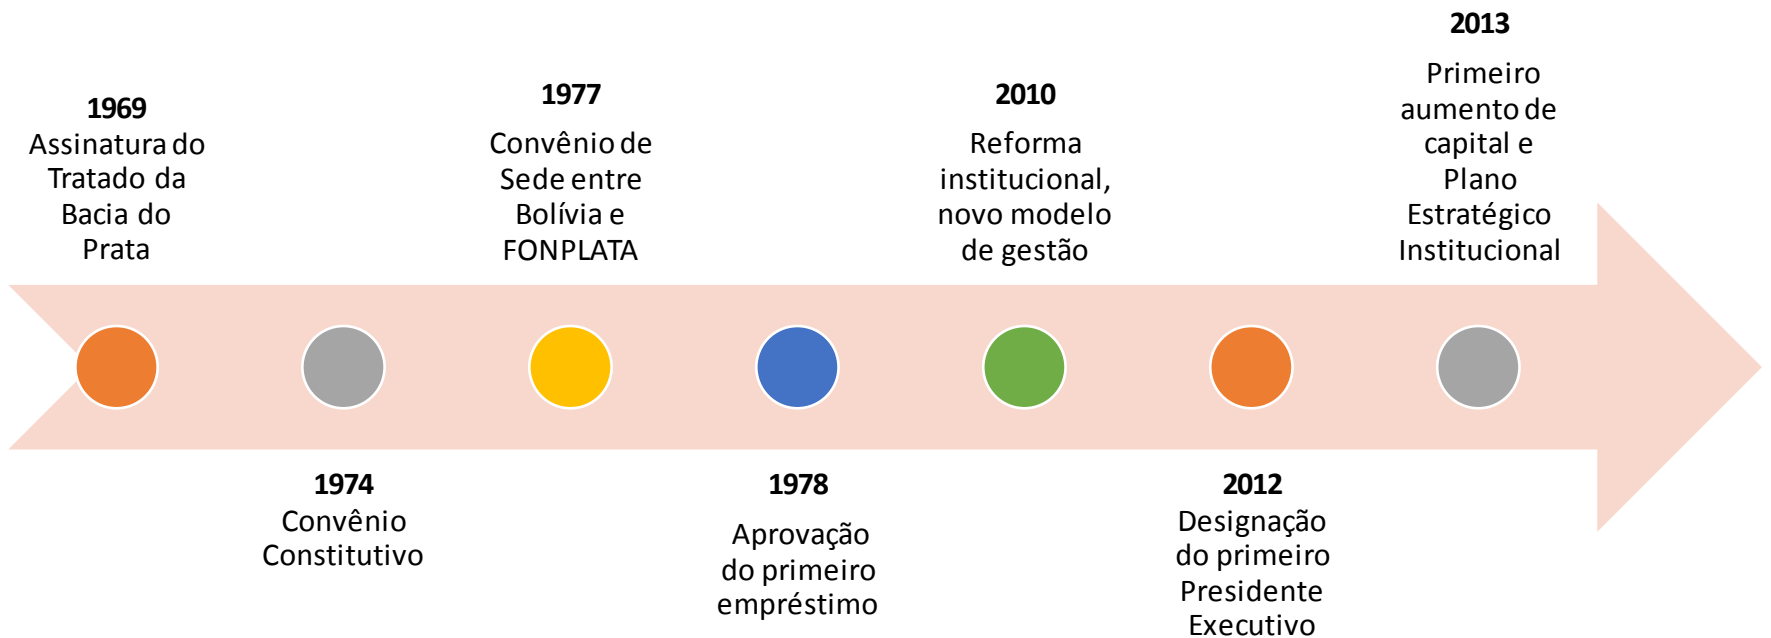 1969
Assinatura do
Tratado da
Bacia do
Prata
1974
Convênio
Constitutivo
1977
Convênio de
Sede entre
Bolívia e
FONPLATA
1978
Aprovação
do primeiro
empréstimo
2010
Reforma
institucional,
novo modelo
de gestão
2012
Designação
do primeiro
Presidente
Executivo
2013
Primeiro
aumento de
capital e
Plano
Estratégico
Institucional